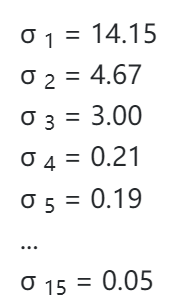 σ 1 = 14.15
σ 2 = 4.67
σ 3 = 3.00
σ 4 = 0.21
σ 5 = 0.19
...
σ 15 = 0.05